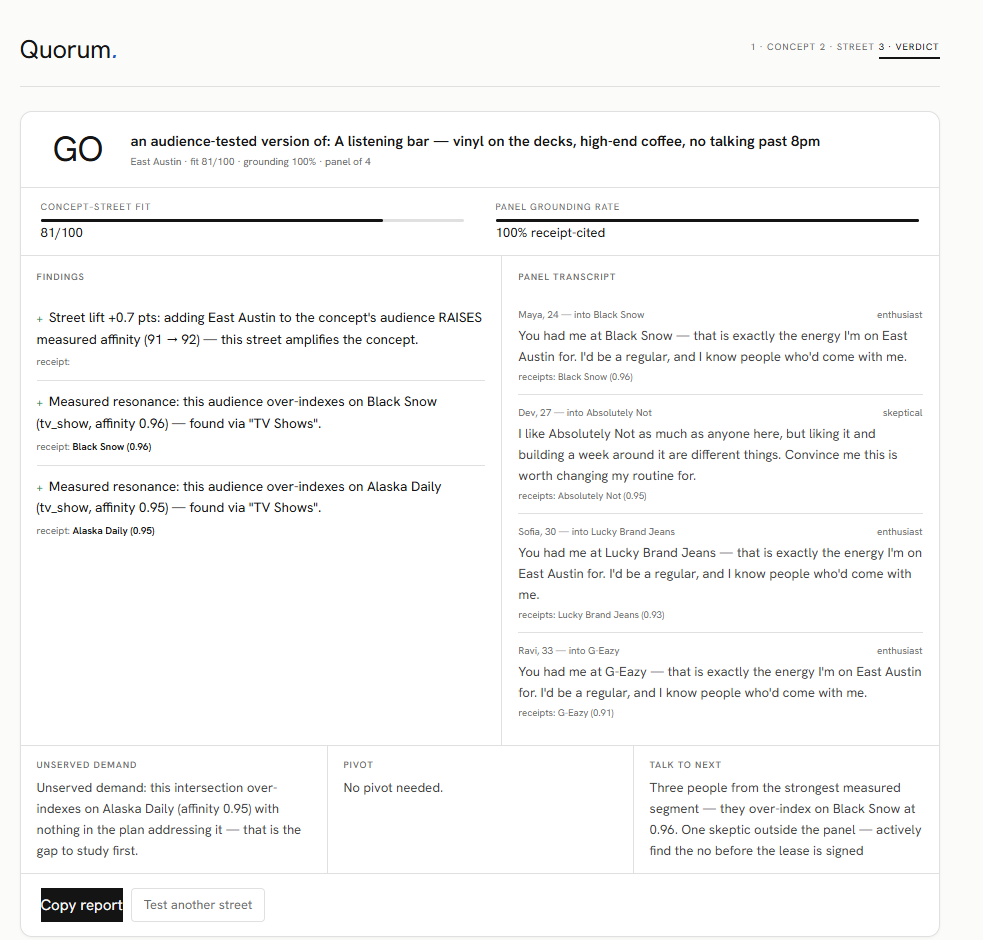 Quorum.
1 · CONCEPT 2 · STREET 3 · VERDICT
GO
an audience-tested version of: A listening bar — vinyl on the decks, high-end coffee, no talking past 8pm
East Austin · fit 81/100 · grounding 100% · panel of 4
CONCEPT–STREET FIT
81/100
PANEL GROUNDING RATE
100% receipt-cited
FINDINGS
+ Street lift +0.7 pts: adding East Austin to the concept's audience RAISES
measured affinity (91 → 92) — this street amplifies the concept.
receipt:
+ Measured resonance: this audience over-indexes on Black Snow
(tv_show, affinity 0.96) — found via "TV Shows".
receipt: Black Snow (0.96)
+ Measured resonance: this audience over-indexes on Alaska Daily
(tv_show, affinity 0.95) — found via "TV Shows".
receipt: Alaska Daily (0.95)
PANEL TRANSCRIPT
Maya, 24 — into Black Snow
enthusiast
You had me at Black Snow — that is exactly the energy I'm on East
Austin for. I'd be a regular, and I know people who'd come with me.
receipts: Black Snow (0.96)
Dev, 27 — into Absolutely Not
skeptical
I like Absolutely Not as much as anyone here, but liking it and
building a week around it are different things. Convince me this is
worth changing my routine for.
receipts: Absolutely Not (0.95)
Sofia, 30 — into Lucky Brand Jeans
enthusiast
You had me at Lucky Brand Jeans — that is exactly the energy I'm on
East Austin for. I'd be a regular, and I know people who'd come with
me.
receipts: Lucky Brand Jeans (0.93)
Ravi, 33 — into G-Eazy
enthusiast
You had me at G-Eazy — that is exactly the energy I'm on East Austin
for. I'd be a regular, and I know people who'd come with me.
receipts: G-Eazy (0.91)
UNSERVED DEMAND
Unserved demand: this intersection over-
indexes on Alaska Daily (affinity 0.95) with
nothing in the plan addressing it — that is the
gap to study first.
PIVOT
No pivot needed.
TALK TO NEXT
Three people from the strongest measured
segment — they over-index on Black Snow at
0.96. One skeptic outside the panel — actively
find the no before the lease is signed
Copy report
Test another street